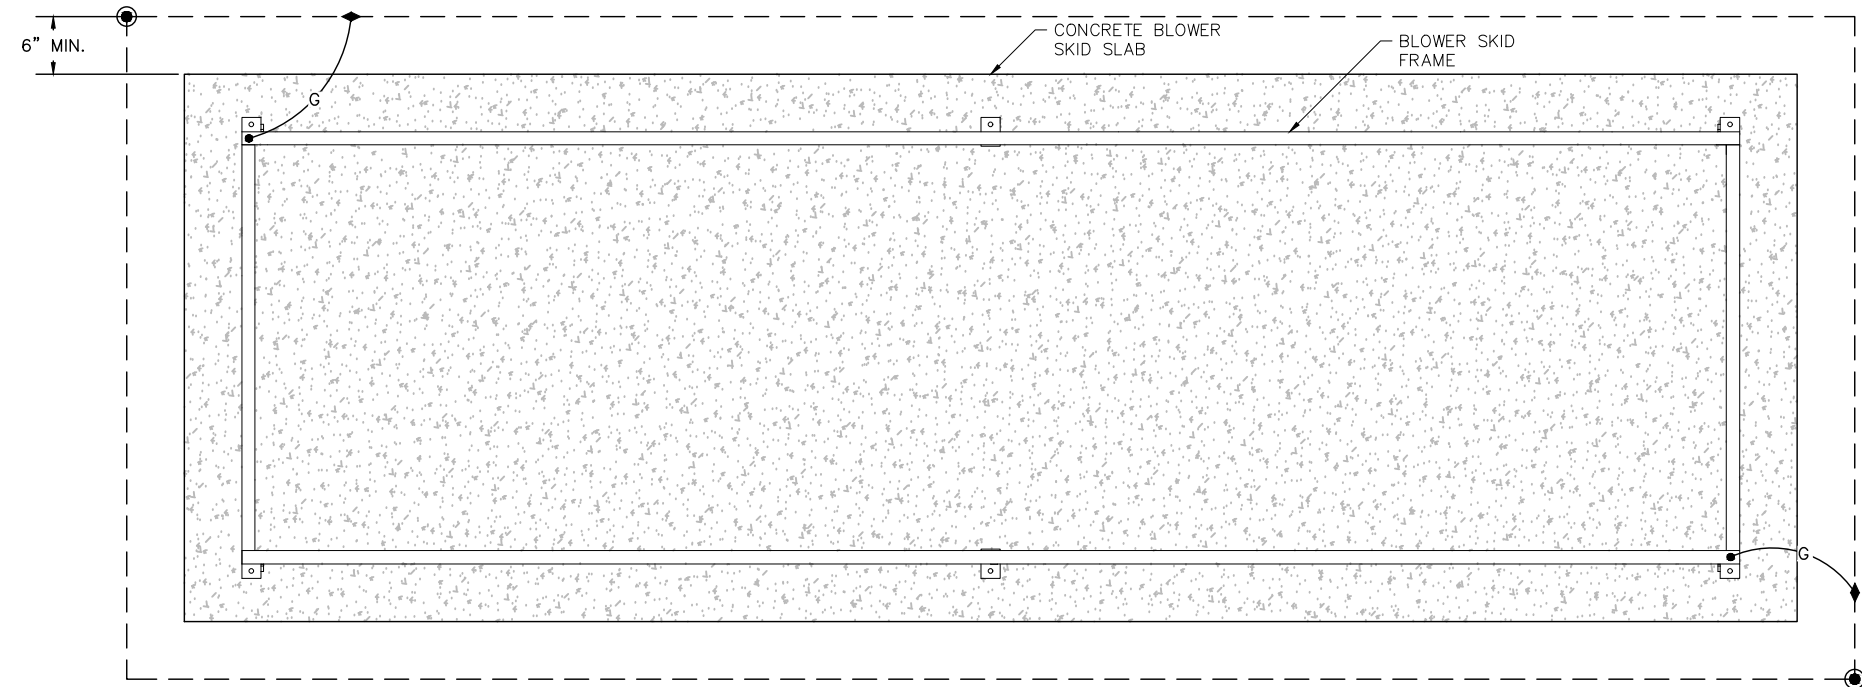 6” MIN.
CONCRETE BLOWER
SKID SLAB
BLOWER SKID
FRAME
G
G